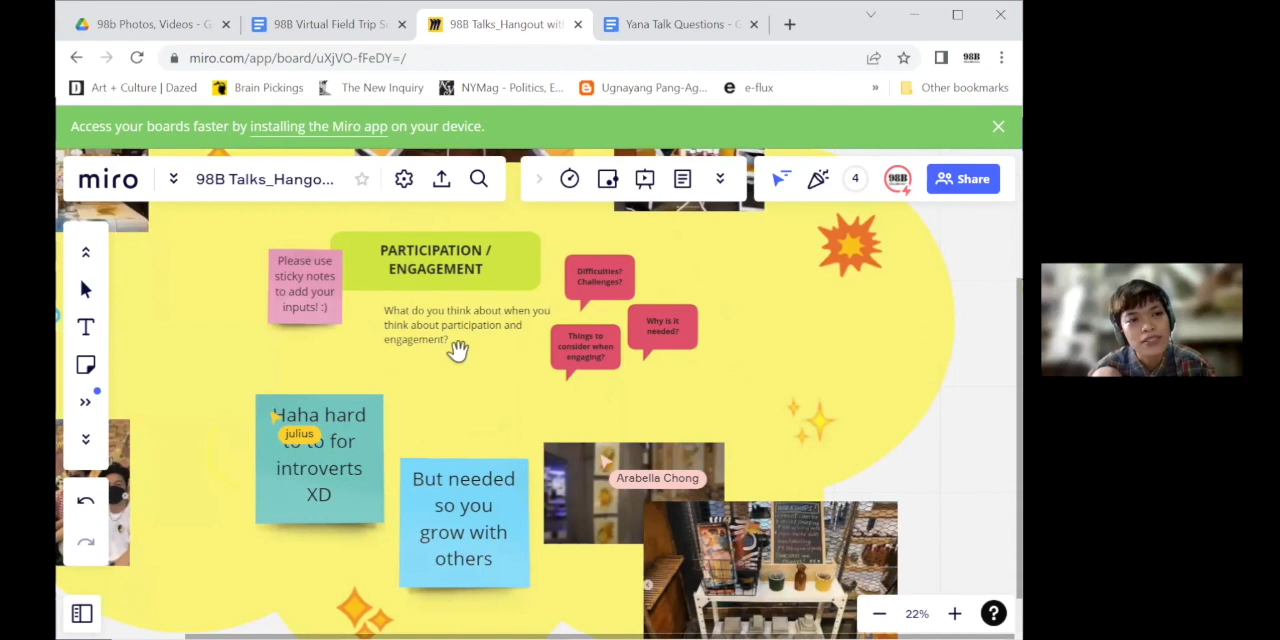 98b Photos, Videos - G
98B Virtual Field Trip S
98B Talks_Hangout wit
Yana Talk Questions - G
miro.com/app/board/uXjVO-fFeDY=/
98B
Art + Culture | Dazed
Brain Pickings
The New Inquiry
NYMag - Politics, E...
Ugnayang Pang-Ag...
e-flux
»
Other bookmarks
Access your boards faster by installing the Miro app on your device.
miro
98B Talks_Hango...
4
98B
Share
PARTICIPATION /
ENGAGEMENT
Please use
sticky notes
to add your
inputs! :)
What do you think about when you
think about participation and
engagement?
Difficulties?
Challenges?
Why is it
needed?
Things to
consider when
engaging?
Haha hard
julius
to to for
introverts
XD
But needed
so you
grow with
others
Arabella Chong
22%
?